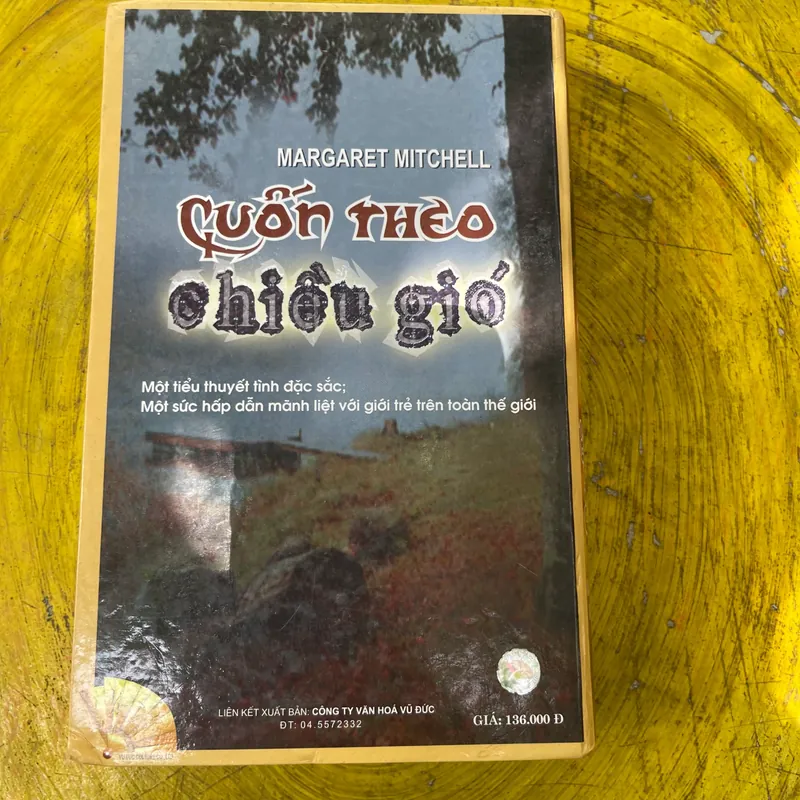 MARGARET MITCHELL
CUỐN THEO
chiều gió
Một tiểu thuyết tình đặc sắc;
Một sức hấp dẫn mãnh liệt với giới trẻ trên toàn thế giới
LIÊN KẾT XUẤT BẢN: CÔNG TY VĂN HOÁ VŨ ĐỨC
ĐT: 04.5572332
GIÁ: 136.000 Đ